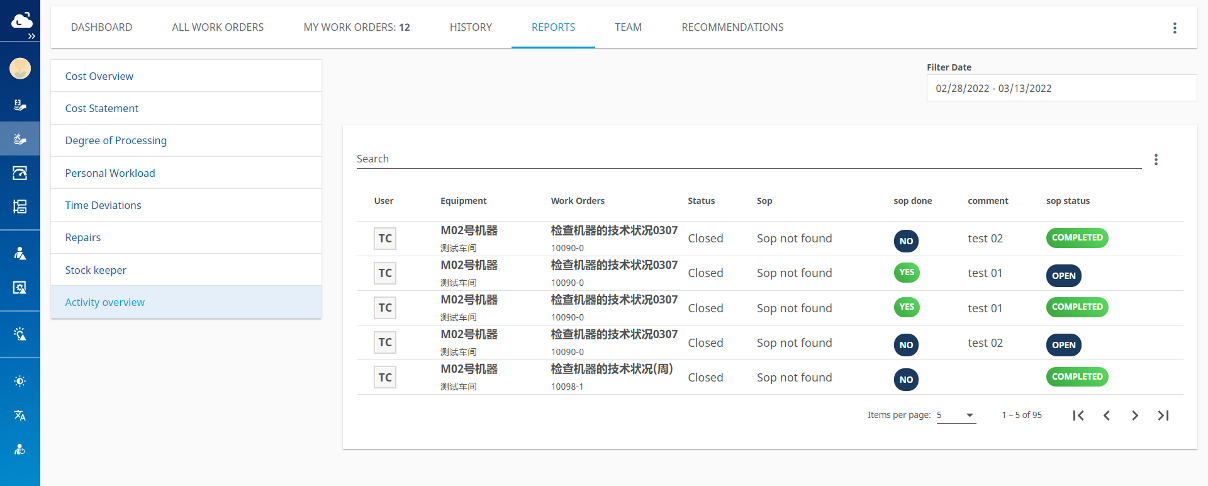 DASHBOARD ALL WORK ORDERS MY WORK ORDERS: 12 HISTORY REPORTS TEAM RECOMMENDATIONS
Cost Overview
Cost Statement
Degree of Processing
Personal Workload
Time Deviations
Repairs
Stock keeper
Activity overview
Filter Date
02/28/2022 - 03/13/2022
Search
User Equipment Work Orders Status Sop sop done comment sop status
TC M02号机器 检查机器的技术状况0307 Closed Sop not found NO test 02 COMPLETED
测试车间 10090-0
TC M02号机器 检查机器的技术状况0307 Closed Sop not found YES test 01 OPEN
测试车间 10090-0
TC M02号机器 检查机器的技术状况0307 Closed Sop not found YES test 01 COMPLETED
测试车间 10090-0
TC M02号机器 检查机器的技术状况0307 Closed Sop not found NO test 02 OPEN
测试车间 10090-0
TC M02号机器 检查机器的技术状况(周) Closed Sop not found NO COMPLETED
测试车间 10098-1
Items per page: 5 1 – 5 of 95